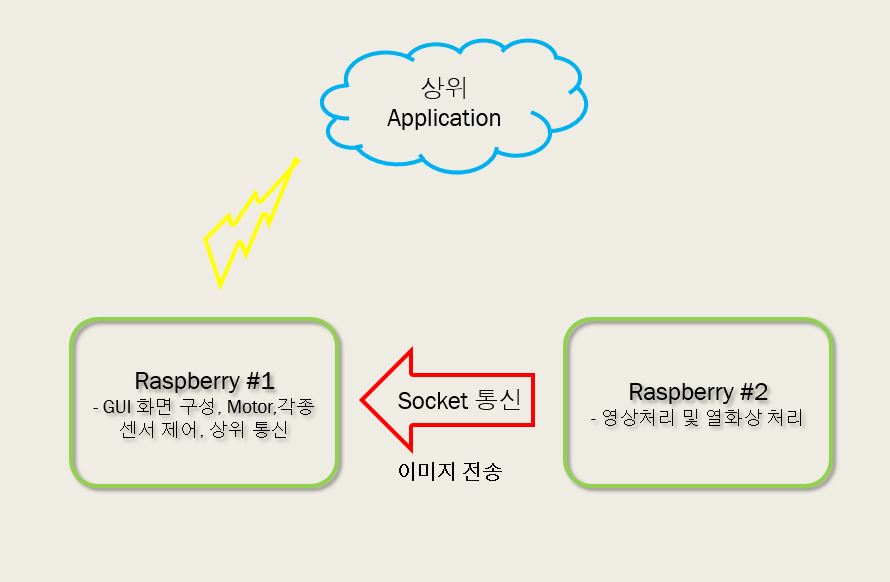 상위
Application
Raspberry #1
- GUI 화면 구성, Motor,각종
센서 제어, 상위 통신
Socket 통신
이미지 전송
Raspberry #2
- 영상처리 및 열화상 처리